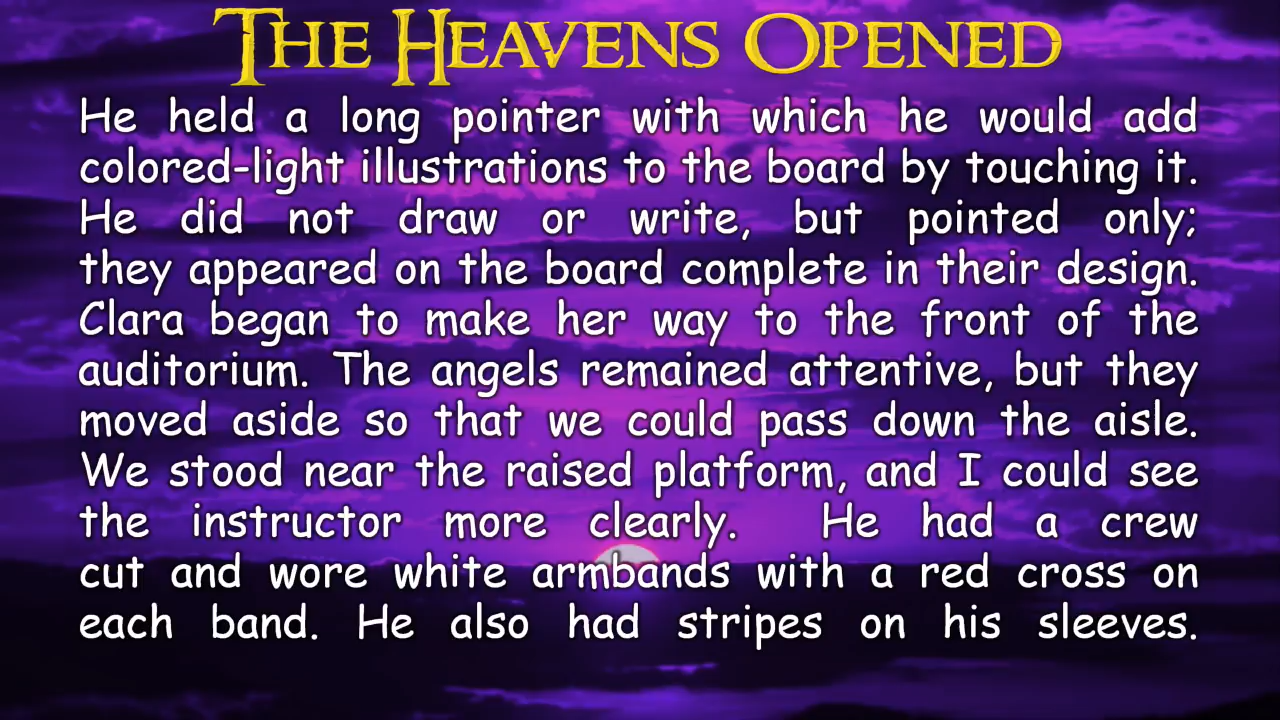 The Heavens Opened
He held a long pointer with which he would add
colored-light illustrations to the board by touching it.
He did not draw or write, but pointed only;
they appeared on the board complete in their design.
Clara began to make her way to the front of the
auditorium. The angels remained attentive, but they
moved aside so that we could pass down the aisle.
We stood near the raised platform, and I could see
the instructor more clearly. He had a crew
cut and wore white armbands with a red cross on
each band. He also had stripes on his sleeves.